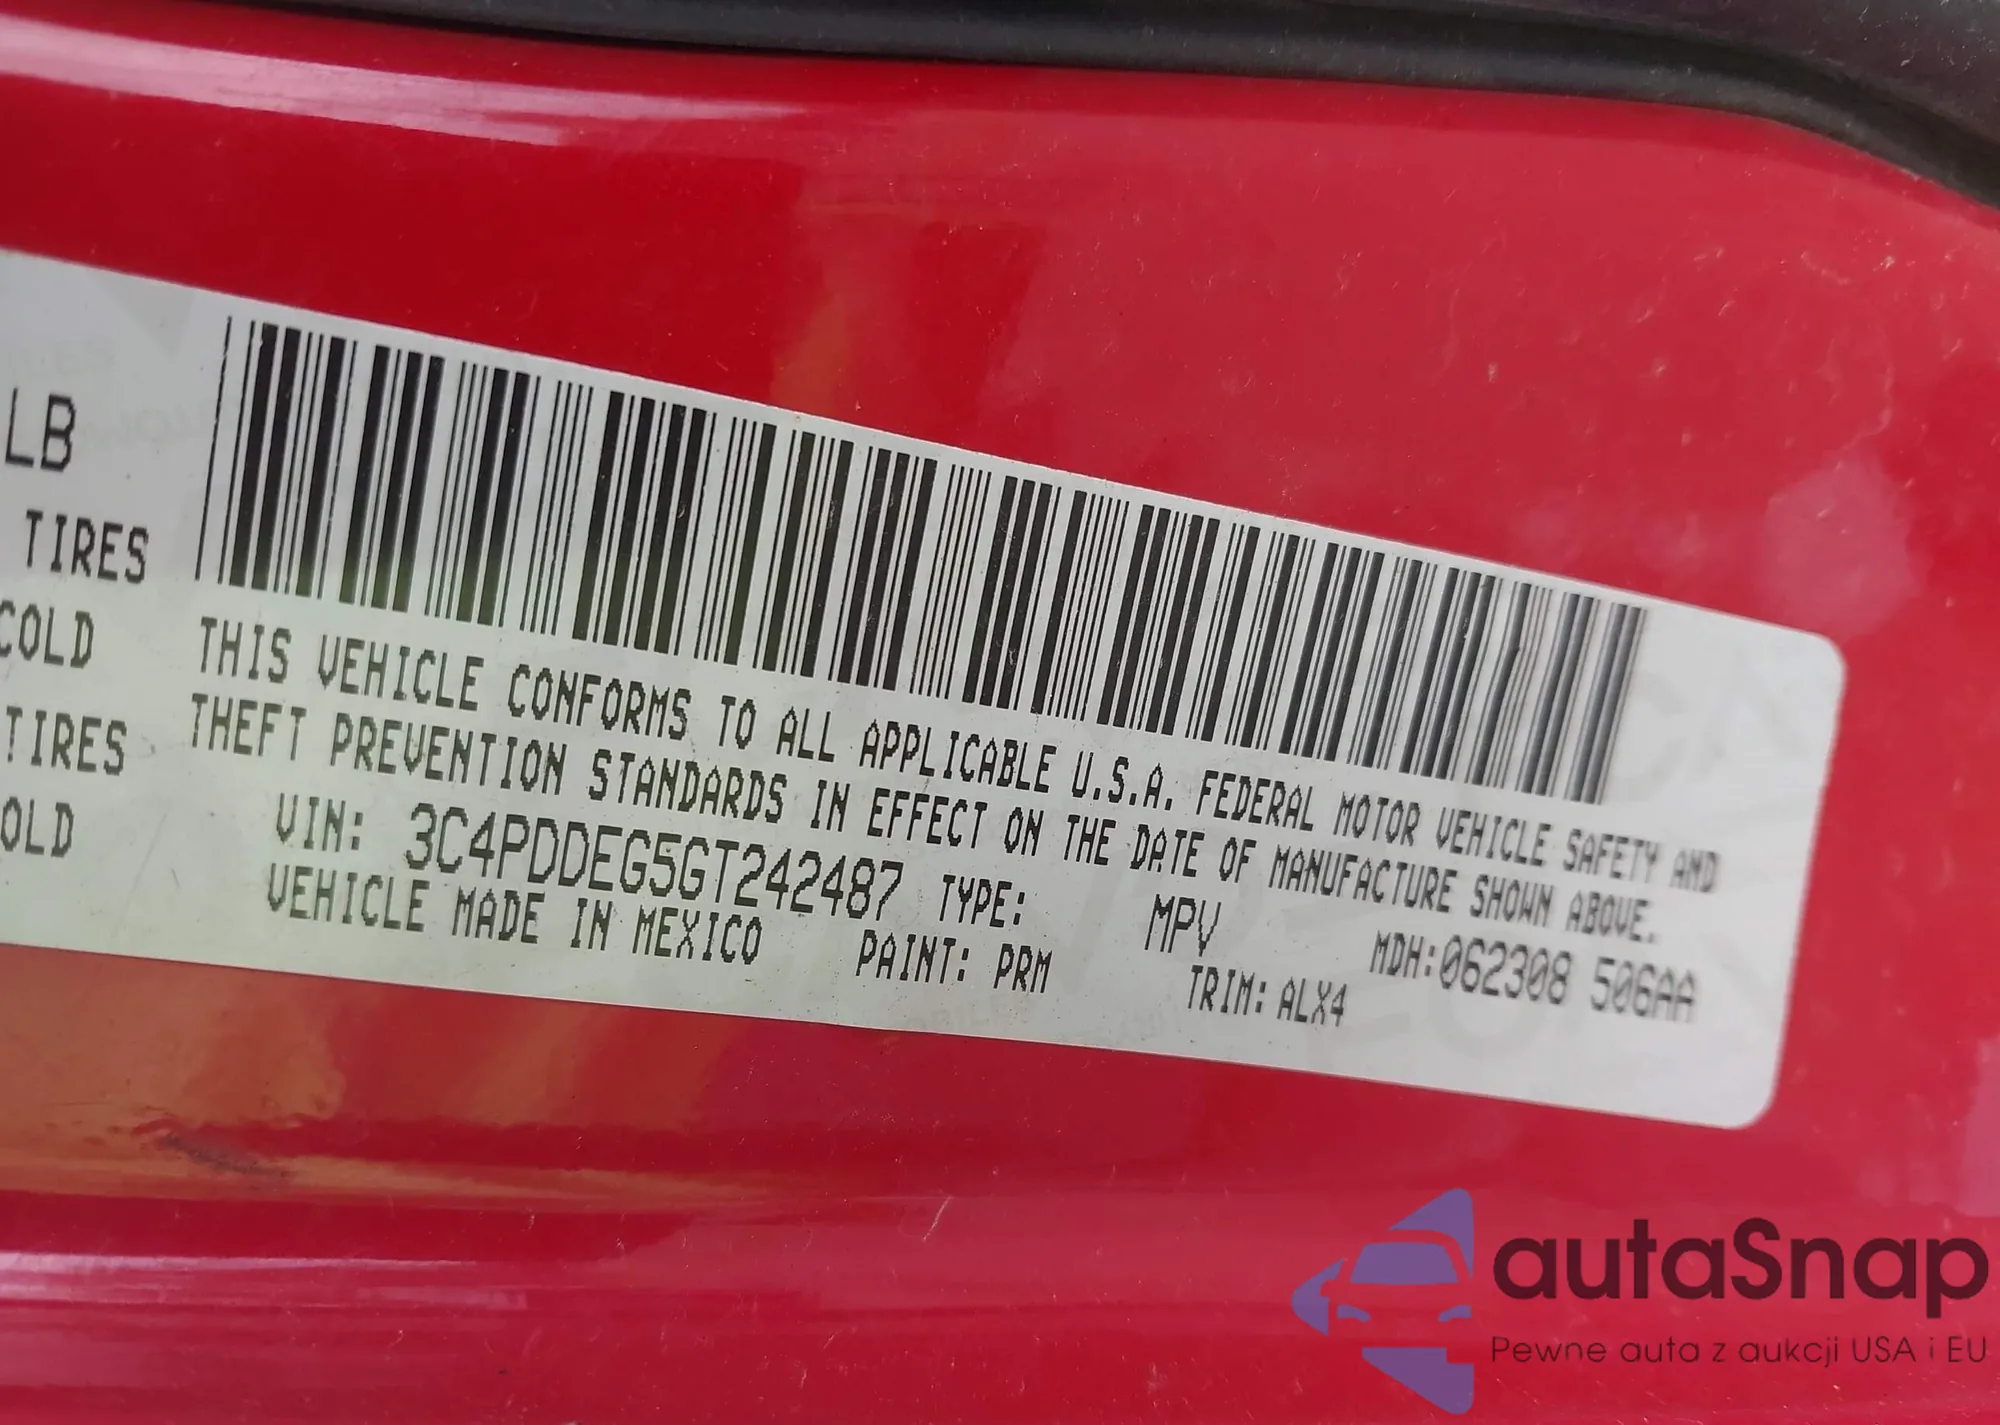 LB
TIRES
COLD
TIRES
OLD
THIS VEHICLE CONFORMS TO ALL APPLICABLE U.S.A. FEDERAL MOTOR VEHICLE SAFETY AND
THEFT PREVENTION STANDARDS IN EFFECT ON THE DATE OF MANUFACTURE SHOWN ABOVE.
VIN: 3C4PDDEG5GT242487 TYPE: MPV MDH:062308 506AA
VEHICLE MADE IN MEXICO PAINT: PRM TRIM: ALX4
autaSnap
Pewne auta z aukcji USA i EU